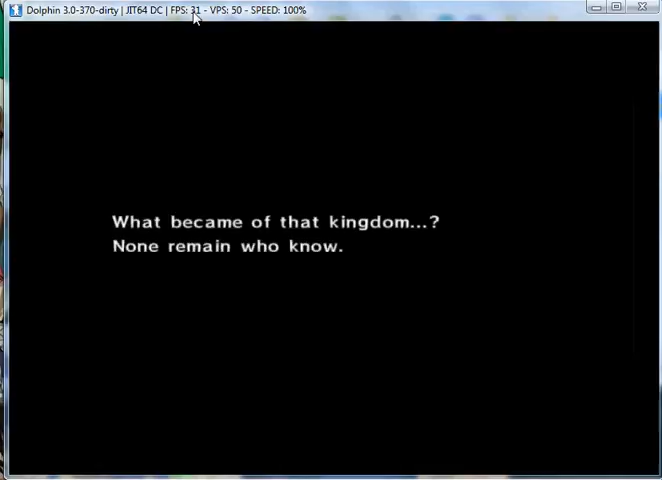 Dolphin 3.0-370-dirty | JIT64 DC | FPS: 31 - VPS: 50 - SPEED: 100%
What became of that kingdom...?
None remain who know.